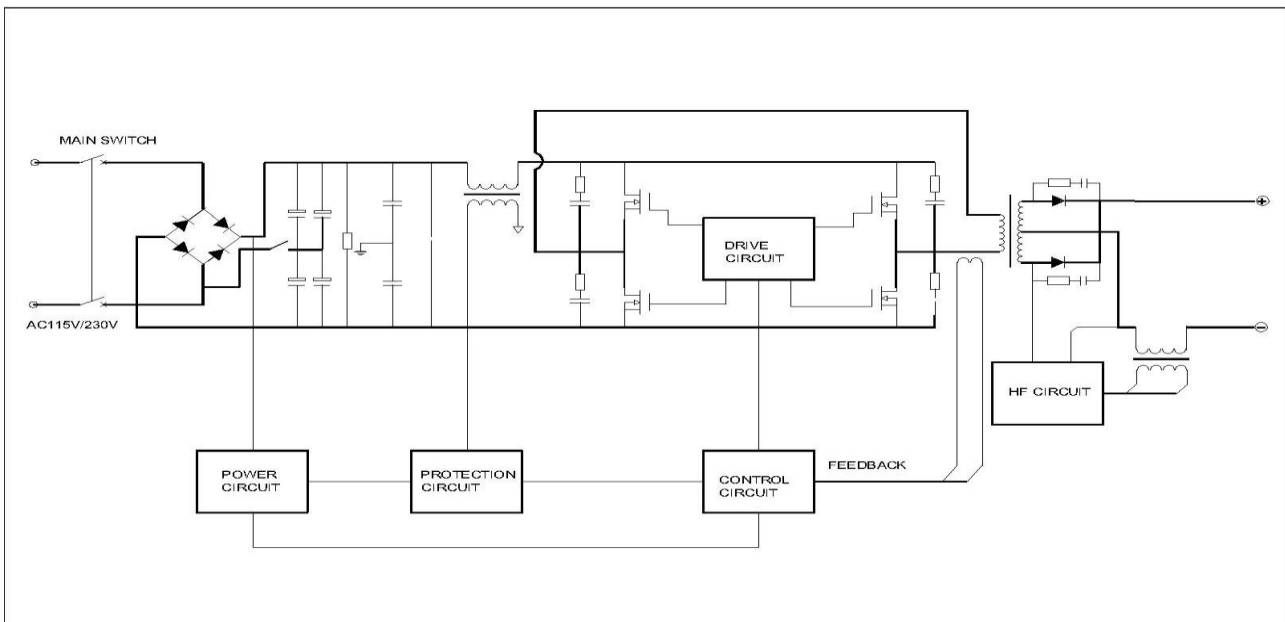 MAIN SWITCH
AC115V/230V
DRIVE
CIRCUIT
HF CIRCUIT
POWER
CIRCUIT
PROTECTION
CIRCUIT
CONTROL
CIRCUIT
FEEDBACK
+
−